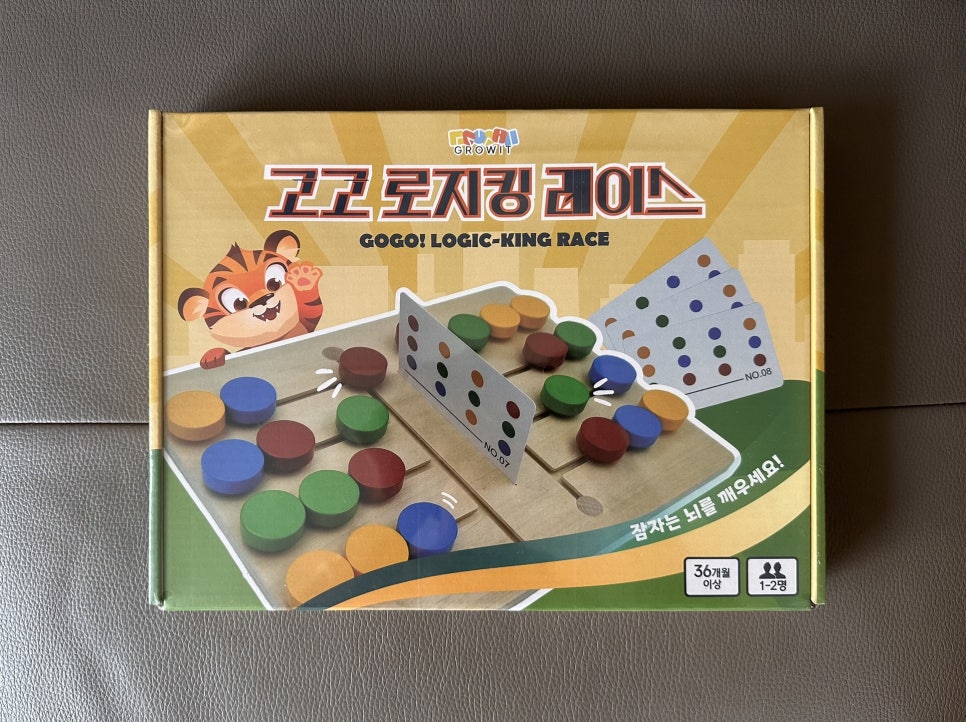 GROWIT
고고 로지킹 레이스
GOGO! LOGIC-KING RACE
NO.08
NO.07
잠자는 뇌를 깨우세요!
36개월
이상
1-2명